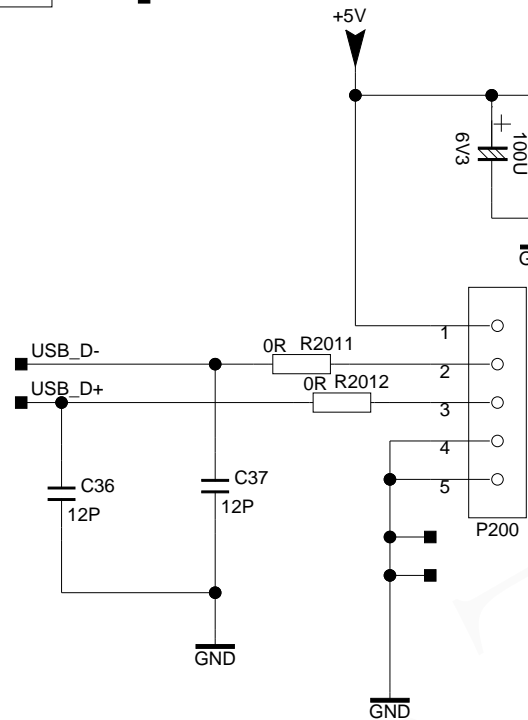 +5V
100U
6V3
1
0R R2011
USB_D-
2
0R R2012
USB_D+
3
4
C36
C37
5
12P
12P
P200
GND
GND